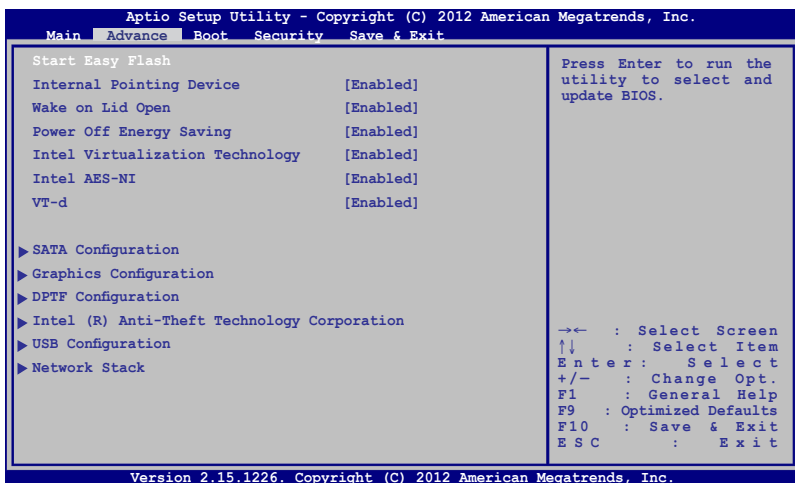 Aptio Setup Utility - Copyright (C) 2012 American Megatrends, Inc.
Main Advance Boot Security Save & Exit
Start Easy Flash
Internal Pointing Device [Enabled]
Wake on Lid Open [Enabled]
Power Off Energy Saving [Enabled]
Intel Virtualization Technology [Enabled]
Intel AES-NI [Enabled]
VT-d [Enabled]
SATA Configuration
Graphics Configuration
DPTF Configuration
Intel (R) Anti-Theft Technology Corporation
USB Configuration
Network Stack
Press Enter to run the
utility to select and
update BIOS.
→← : Select Screen
↑↓ : Select Item
Enter: Select
+/— : Change Opt.
F1 : General Help
F9 : Optimized Defaults
F10 : Save & Exit
ESC : Exit
Version 2.15.1226. Copyright (C) 2012 American Megatrends, Inc.